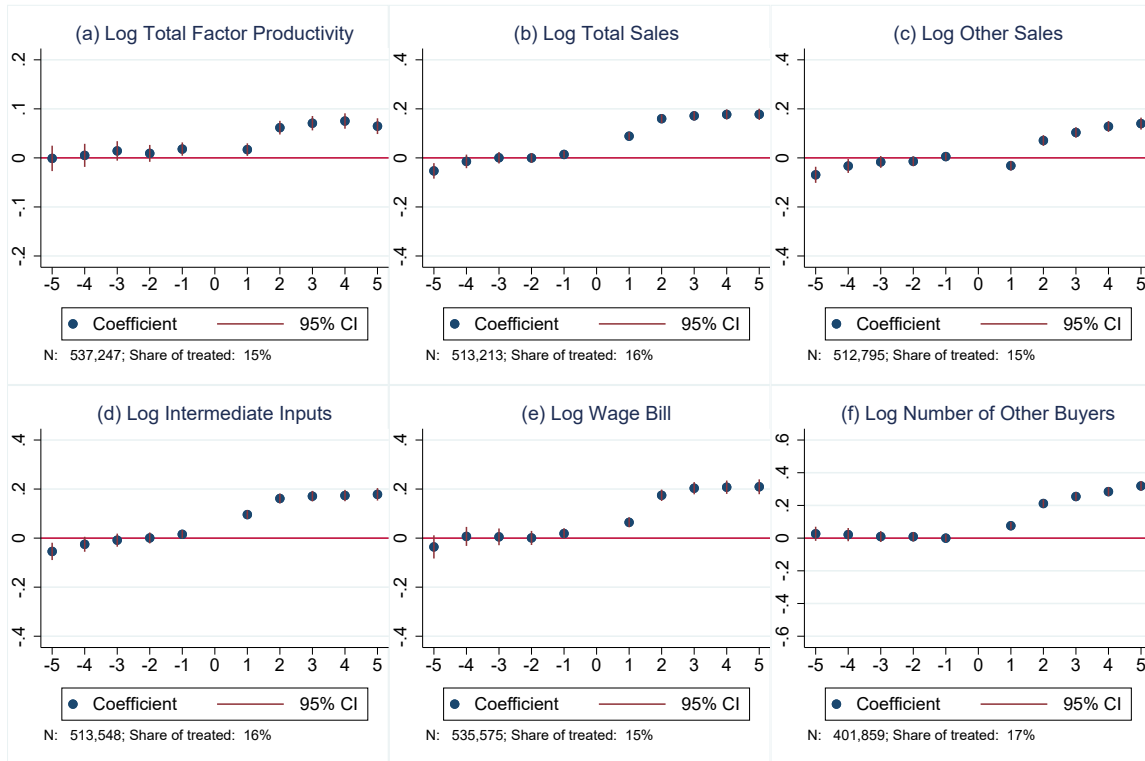 (a) Log Total Factor Productivity
.2
.1
0
-.1
-.2
-5 -4 -3 -2 -1 0 1 2 3 4 5
Coefficient 95% CI
N: 537,247; Share of treated: 15%
(b) Log Total Sales
.4
.2
0
-.2
-.4
-5 -4 -3 -2 -1 0 1 2 3 4 5
Coefficient 95% CI
N: 513,213; Share of treated: 16%
(c) Log Other Sales
.4
.2
0
-.2
-.4
-5 -4 -3 -2 -1 0 1 2 3 4 5
Coefficient 95% CI
N: 512,795; Share of treated: 15%
(d) Log Intermediate Inputs
.4
.2
0
-.2
-.4
-5 -4 -3 -2 -1 0 1 2 3 4 5
Coefficient 95% CI
N: 513,548; Share of treated: 16%
(e) Log Wage Bill
.4
.2
0
-.2
-.4
-5 -4 -3 -2 -1 0 1 2 3 4 5
Coefficient 95% CI
N: 535,575; Share of treated: 15%
(f) Log Number of Other Buyers
.6
.4
.2
0
-.2
-.4
-.6
-5 -4 -3 -2 -1 0 1 2 3 4 5
Coefficient 95% CI
N: 401,859; Share of treated: 17%